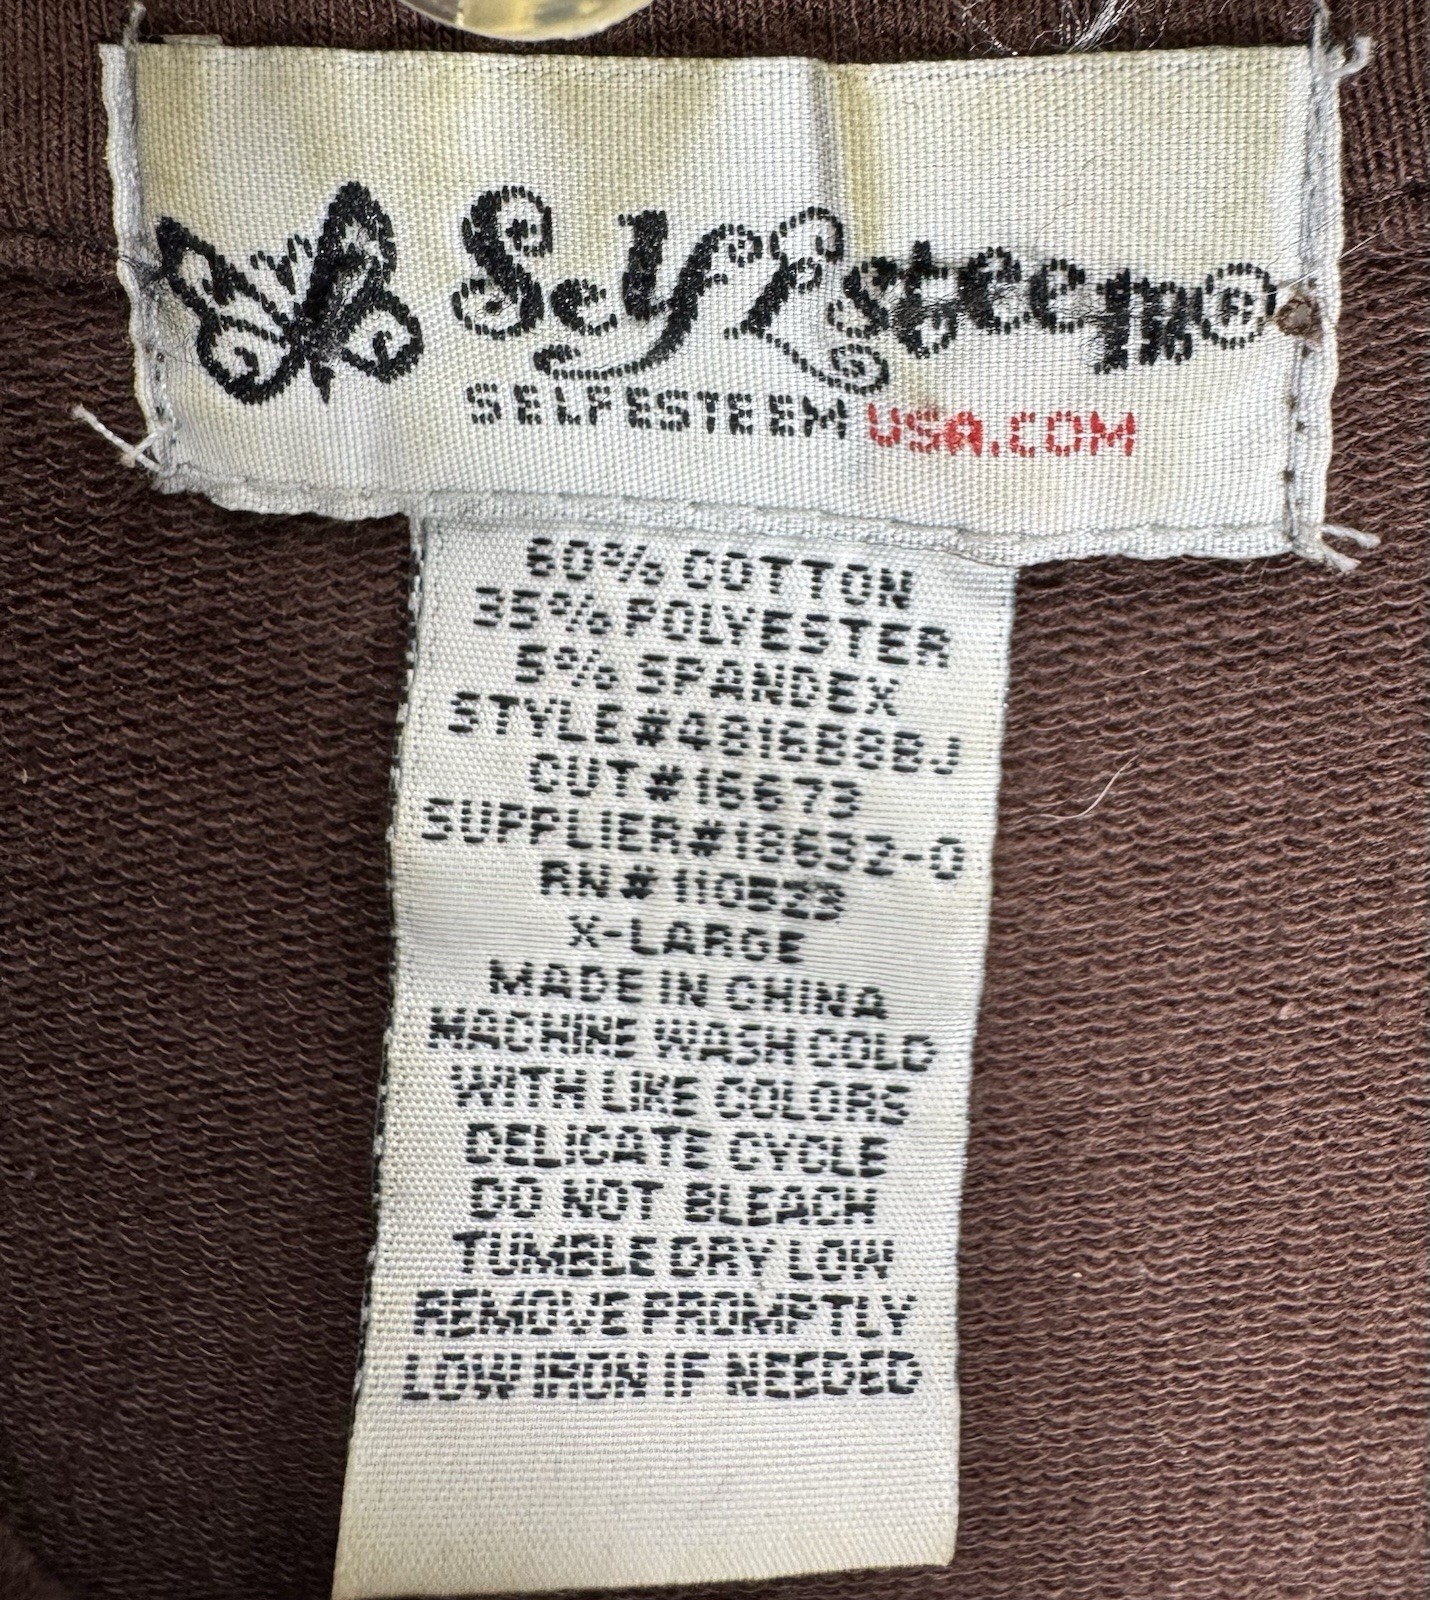 Self Esteem®
SELFESTEEMUSA.COM
60% COTTON
35% POLYESTER
5% SPANDEX
STYLE#4816BSBJ
CUT#16673
SUPPLIER#18632-0
RN#110523
X-LARGE
MADE IN CHINA
MACHINE WASH COLD
WITH LIKE COLORS
DELICATE CYCLE
DO NOT BLEACH
TUMBLE DRY LOW
REMOVE PROMPTLY
LOW IRON IF NEEDED